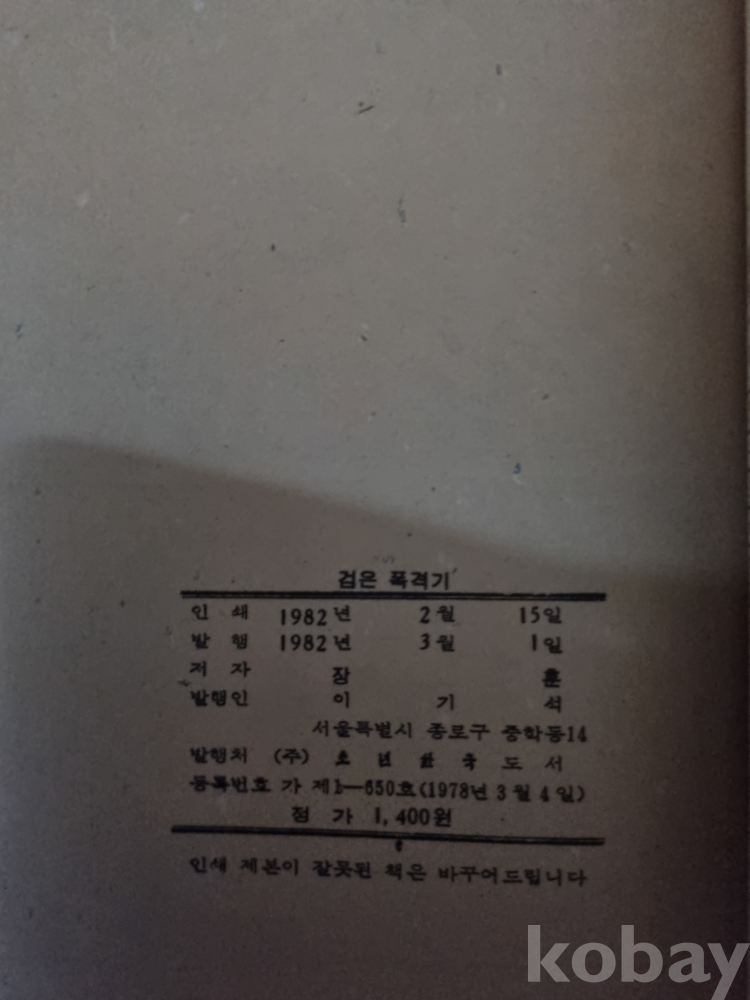 검은 폭격기
인 쇄 1982년 2월 15일
발 행 1982년 3월 1일
저 자 장 훈
발행인 이 기 석
서울특별시 종로구 중학동14
발행처 (주) 소년한국도서
등록번호 가 제1—650호(1978년 3월 4일)
정 가 1,400원
인쇄 제본이 잘못된 책은 바꾸어드립니다
kobay